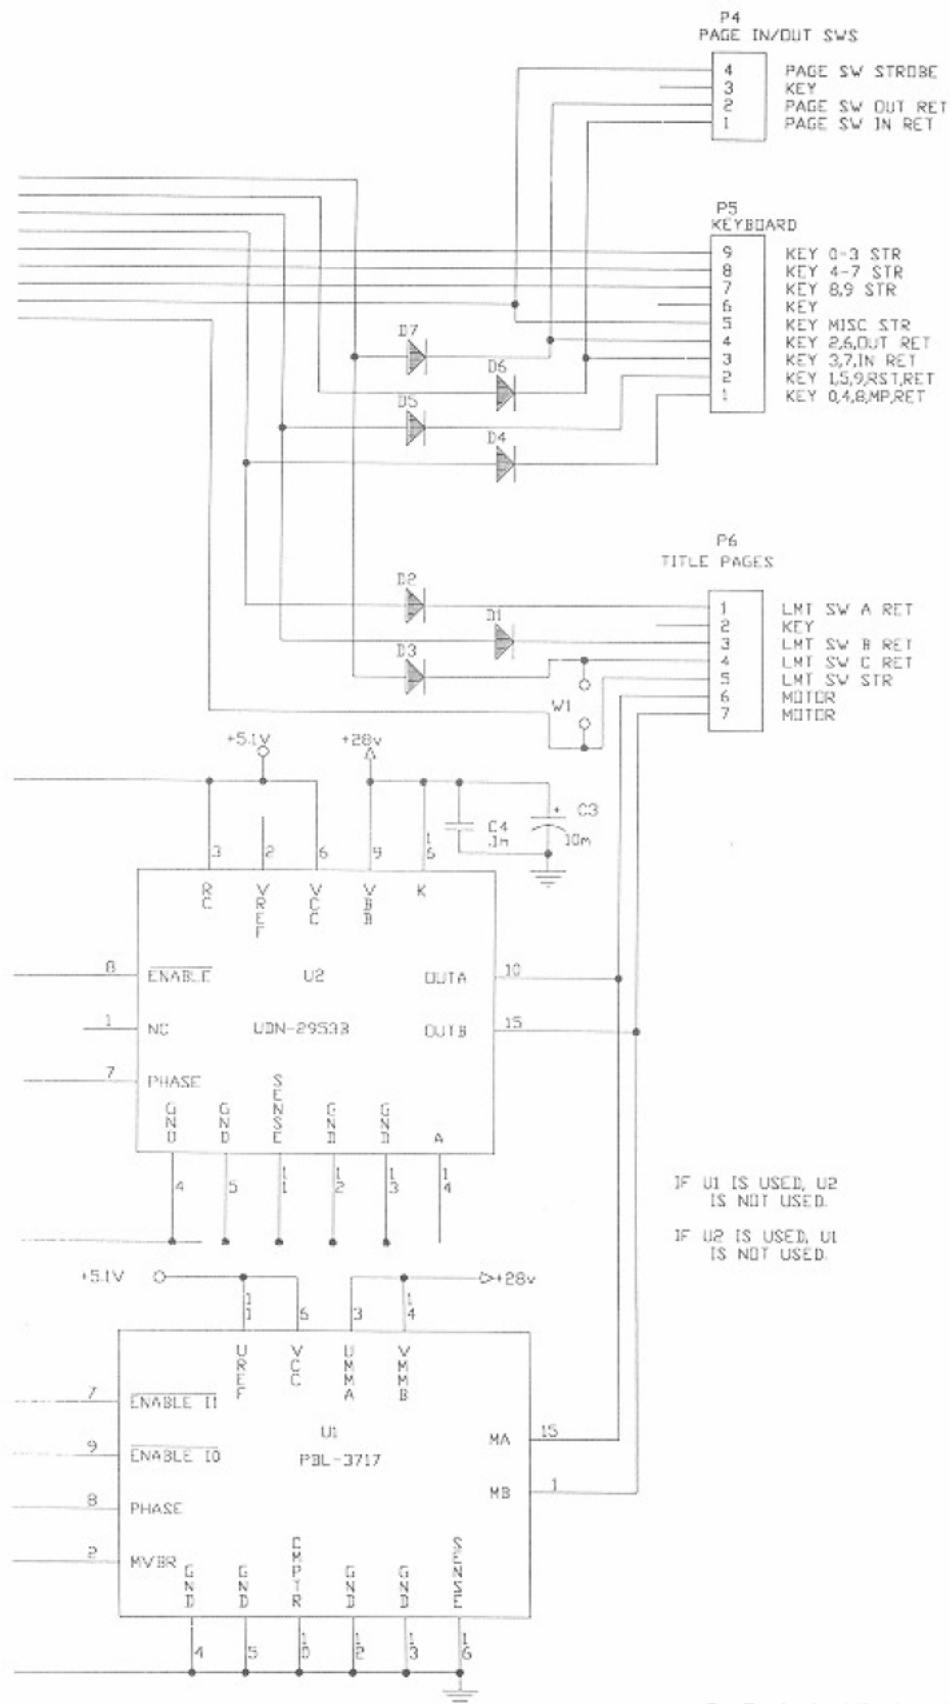 P4
PAGE IN/OUT SWS
4 PAGE SW STROBE
3 KEY
2 PAGE SW OUT RET
1 PAGE SW IN RET
P5
KEYBOARD
9 KEY 0-3 STR
8 KEY 4-7 STR
7 KEY 8,9 STR
6 KEY
5 KEY MISC STR
4 KEY 2,6,OUT RET
3 KEY 3,7,IN RET
2 KEY 1,5,9,RST,RET
1 KEY 0,4,8,MP,RET
D7
D6
D5
D4
P6
TITLE PAGES
D2
D1
D3
1 LMT SW A RET
2 KEY
3 LMT SW B RET
4 LMT SW C RET
5 LMT SW STR
6 MOTOR
7 MOTOR
W1
+5.1V
+28v
C4
.1m
+
C3
10m
3 2 6 9 16
RC VREF VCC VBB K
8 ENABLE
U2
OUTA 10
1 NC
UDN-2953B
OUTB 15
7 PHASE
GND GND SENSE GND GND A
4 5 11 12 13 14
IF U1 IS USED, U2
IS NOT USED.
IF U2 IS USED, U1
IS NOT USED.
+5.1V
+28v
11 6 3 14
VCC VMMB
7 ENABLE I1
U1
MA 15
9 ENABLE I0
PBL-3717
8 PHASE
MB 1
2 MVBR
GND GND CMPTR GND GND SENSE
4 5 10 12 13 16